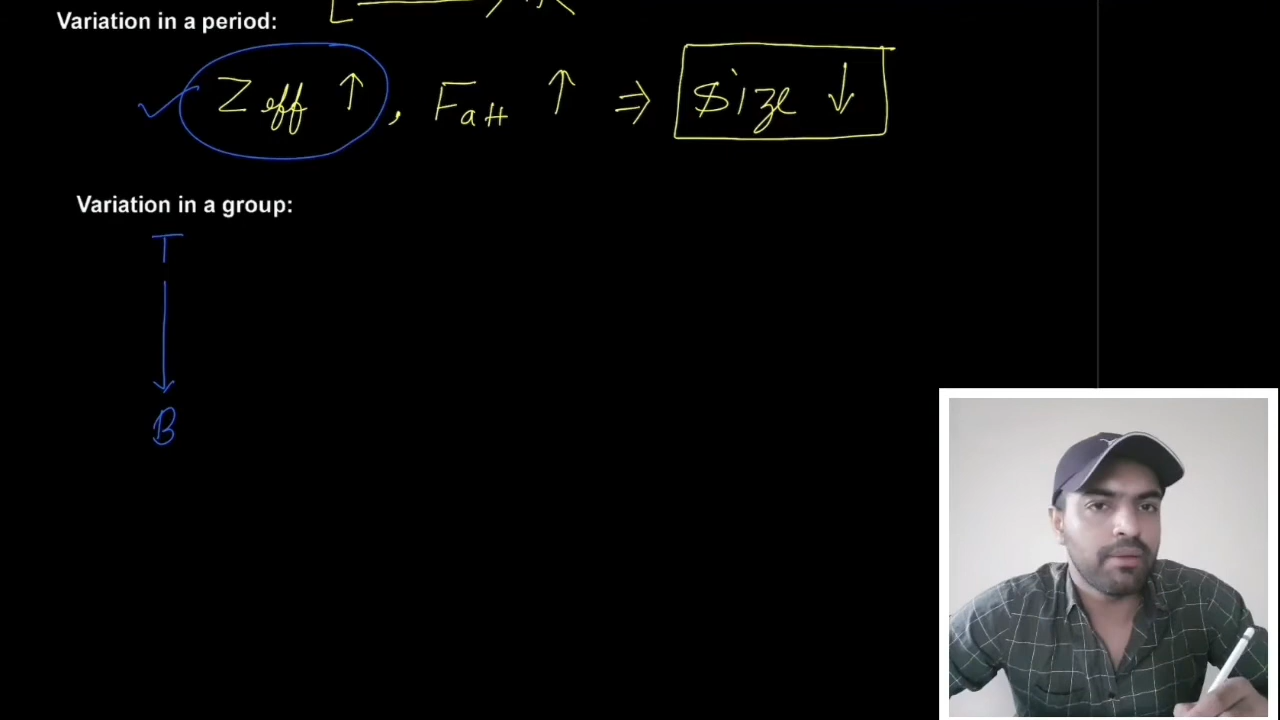 Variation in a period:
Zeff ↑, Fatt ↑ ⇒ Size ↓
Variation in a group:
T
B